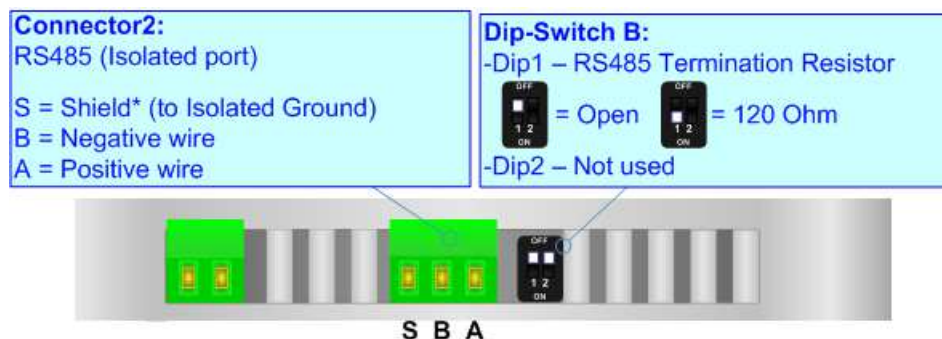 Connector2:
RS485 (Isolated port)
S = Shield* (to Isolated Ground)
B = Negative wire
A = Positive wire
Dip-Switch B:
-Dip1 – RS485 Termination Resistor
OFF
1 2
ON
= Open
OFF
1 2
ON
= 120 Ohm
-Dip2 – Not used
OFF
1 2
ON
S B A